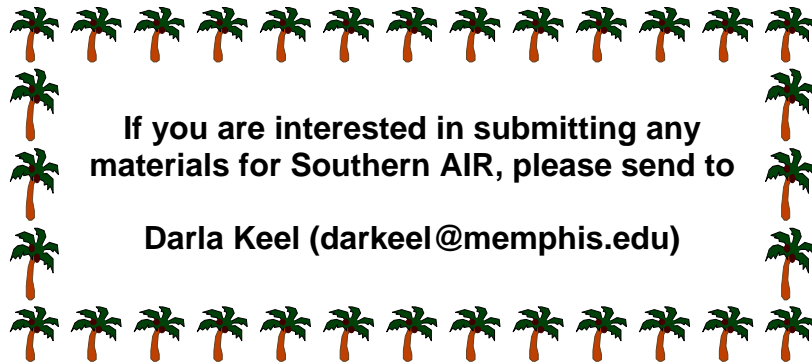 If you are interested in submitting any
materials for Southern AIR, please send to
Darla Keel (darkeel@memphis.edu)